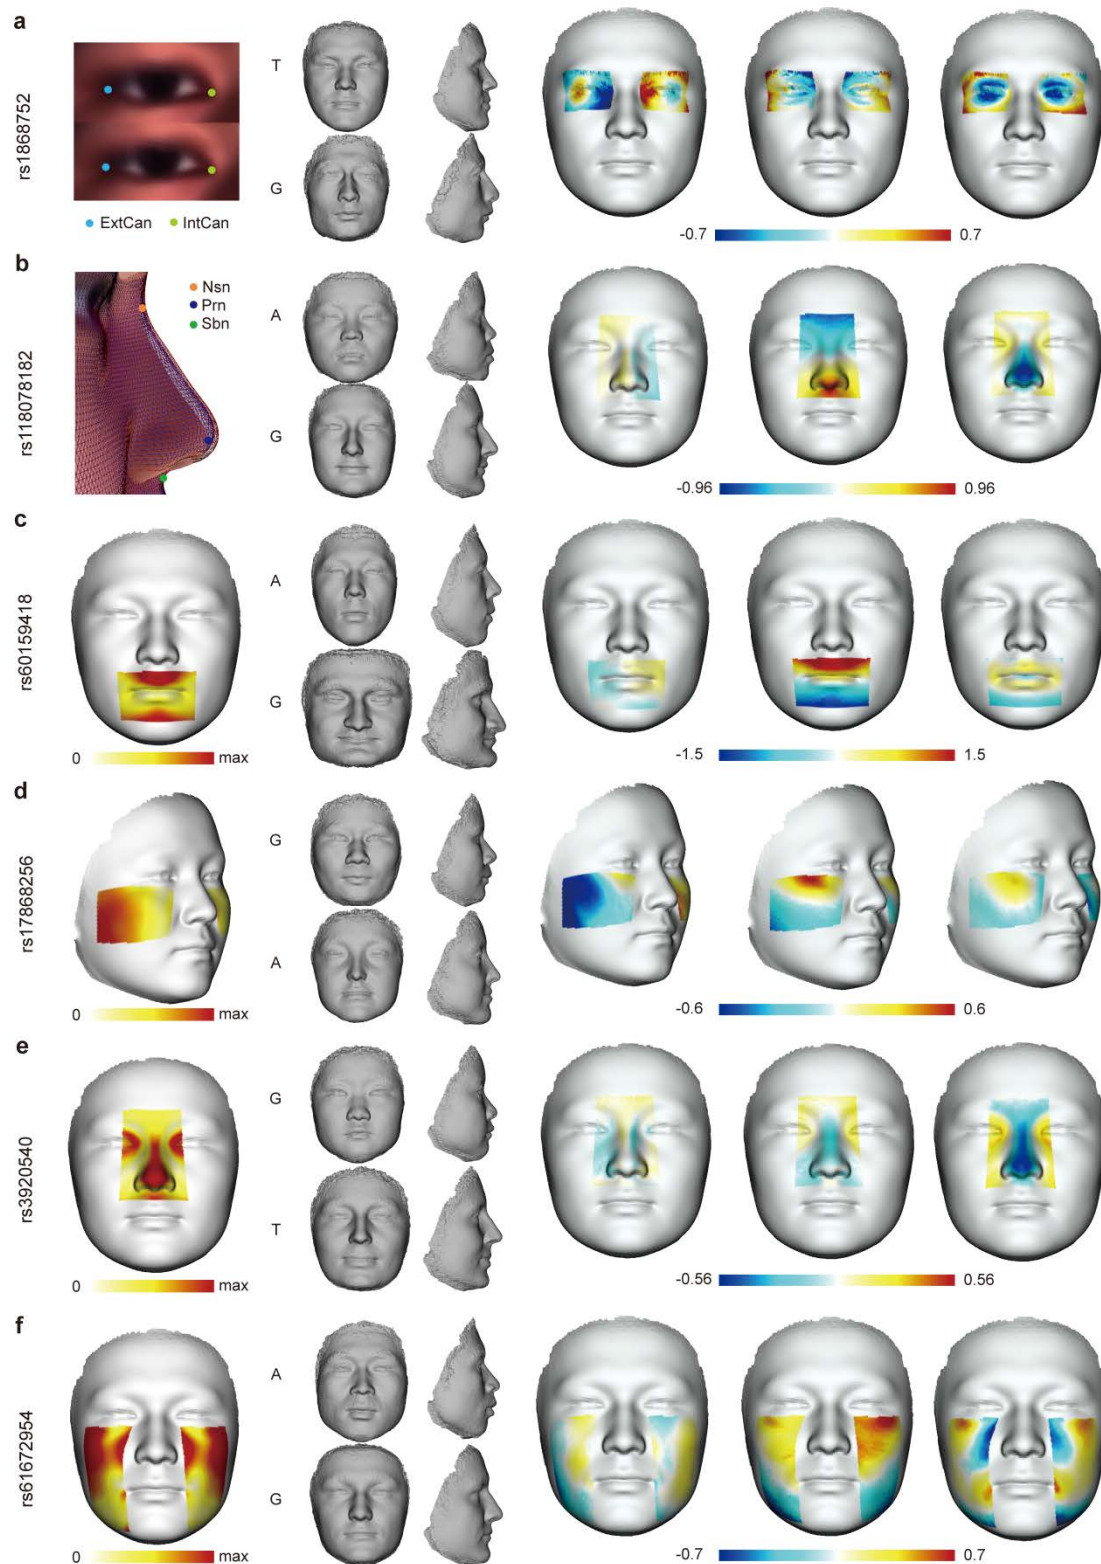 a
rs1868752
T
G
ExtCan IntCan
-0.7 0.7
b
rs118078182
Nsn
Prn
Sbn
A
G
-0.96 0.96
c
rs60159418
A
G
0 max
-1.5 1.5
d
rs17868256
G
A
0 max
-0.6 0.6
e
rs3920540
G
T
0 max
-0.56 0.56
f
rs61672954
A
G
0 max
-0.7 0.7